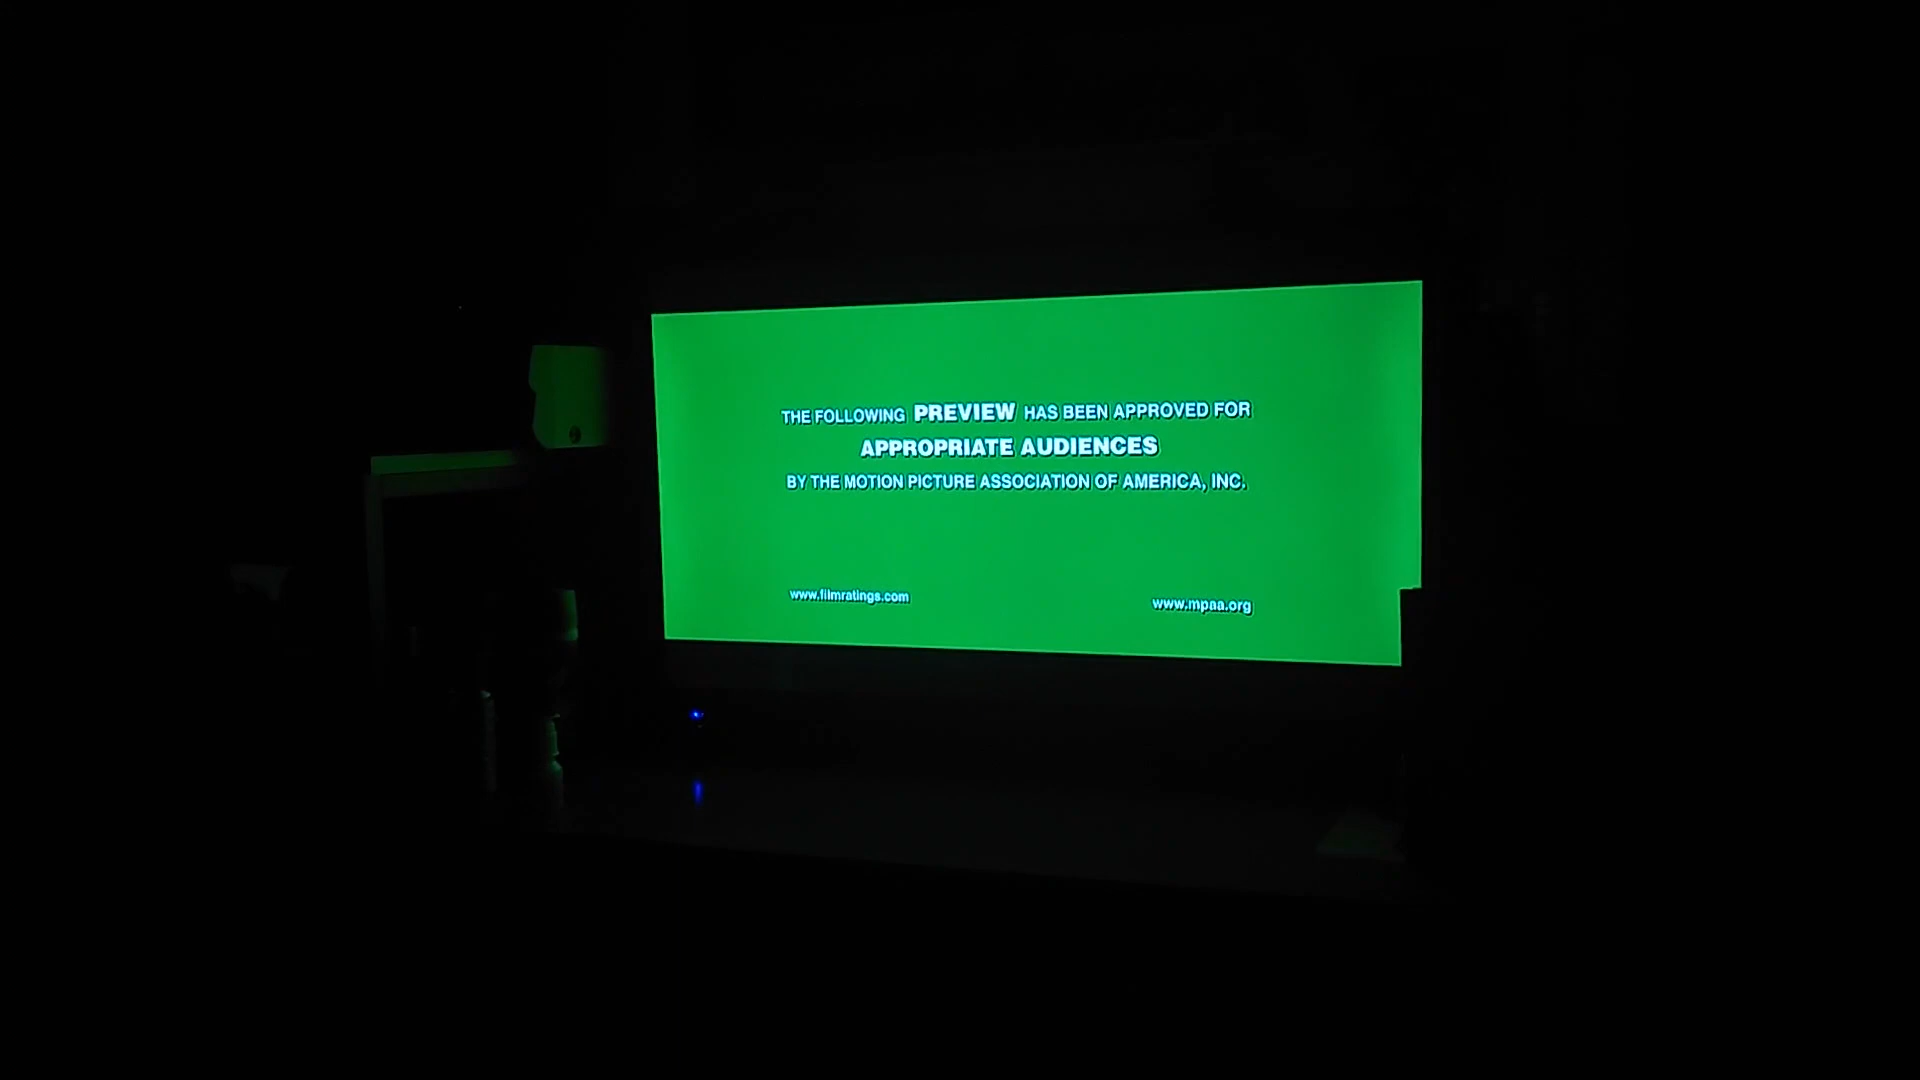 THE FOLLOWING PREVIEW HAS BEEN APPROVED FOR
APPROPRIATE AUDIENCES
BY THE MOTION PICTURE ASSOCIATION OF AMERICA, INC.
www.filmratings.com
www.mpaa.org